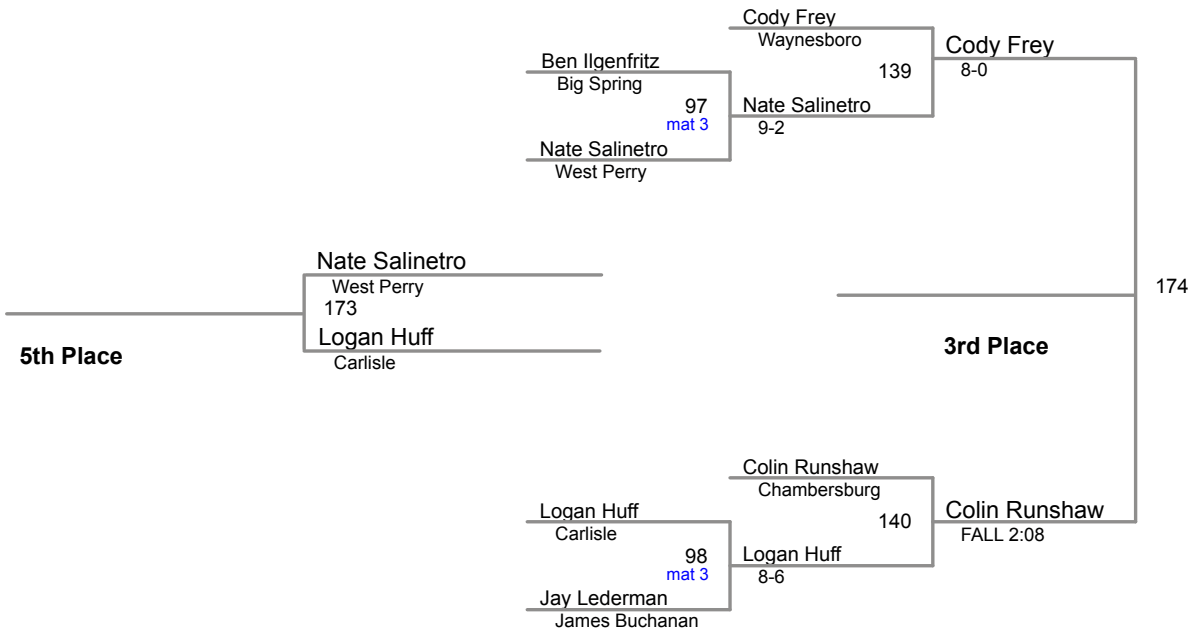 Cody Frey
Waynesboro
Cody Frey
8-0
139
Ben Ilgenfritz
Big Spring
97
mat 3
Nate Salinetro
9-2
Nate Salinetro
West Perry
Nate Salinetro
West Perry
173
Logan Huff
Carlisle
5th Place
174
3rd Place
Colin Runshaw
Chambersburg
Colin Runshaw
FALL 2:08
140
Logan Huff
Carlisle
98
mat 3
Logan Huff
8-6
Jay Lederman
James Buchanan